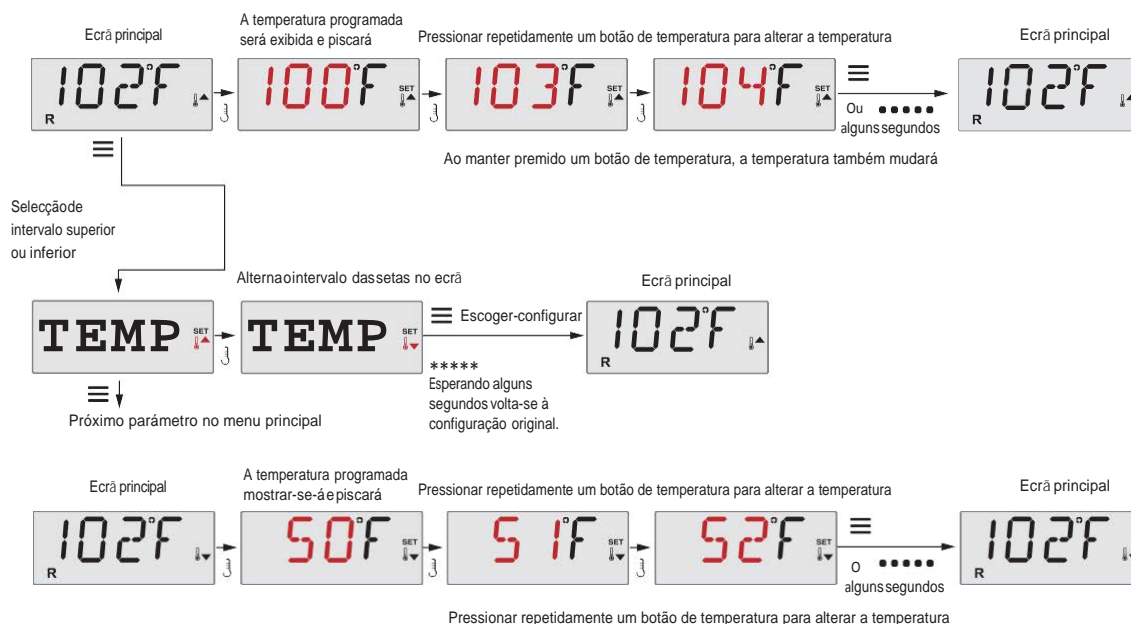 A temperatura programada
será exibida e piscará
Ecrã principal
Pressionar repetidamente um botão de temperatura para alterar a temperatura
Ecrã principal
102°F
R
100°F
SET
103°F
SET
104°F
SET
Ou
alguns segundos
102°F
R
Ao manter premido um botão de temperatura, a temperatura também mudará
Selecçãode
intervalo superior
ou inferior
Alternaointervalo dassetas no ecrã
Ecrã principal
TEMP
SET
TEMP
SET
Escoger-configurar
102°F
R
*****
Esperando alguns
segundos volta-se à
configuração original.
Próximo parámetro no menu principal
Ecrã principal
A temperatura programada
mostrar-se-áe piscará
Pressionar repetidamente um botão de temperatura para alterar a temperatura
Ecrã principal
102°F
R
50°F
SET
51°F
SET
52°F
SET
O
alguns segundos
102°F
R
Pressionar repetidamente um botão de temperatura para alterar a temperatura